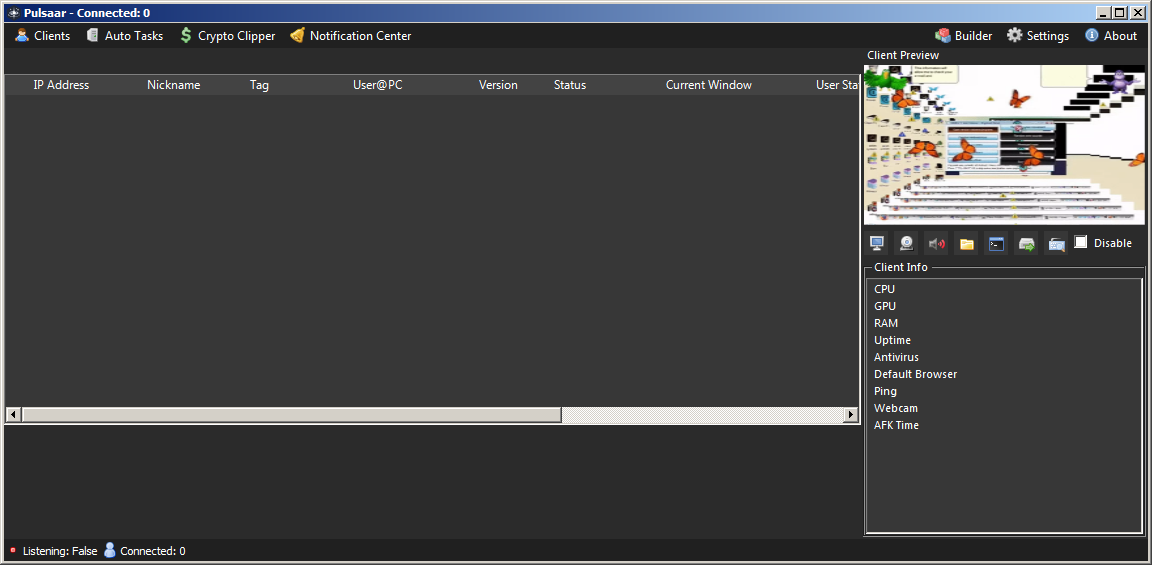 Pulsaar - Connected: 0
Clients Auto Tasks Crypto Clipper Notification Center Builder Settings About
Client Preview
IP Address Nickname Tag User@PC Version Status Current Window User Sta
Disable
Client Info
CPU
GPU
RAM
Uptime
Antivirus
Default Browser
Ping
Webcam
AFK Time
Listening: False Connected: 0